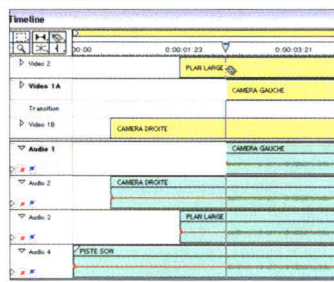 Timeline
00:00 0:00:01:22 0:00:03:21
Video 2 PLAN LARGE
Video 1A CAMERA GAUCHE
Transition
Video 1B CAMERA DROITE
Audio 1 CAMERA GAUCHE
Audio 2 CAMERA DROITE
Audio 3 PLAN LARGE
Audio 4 PISTE SON